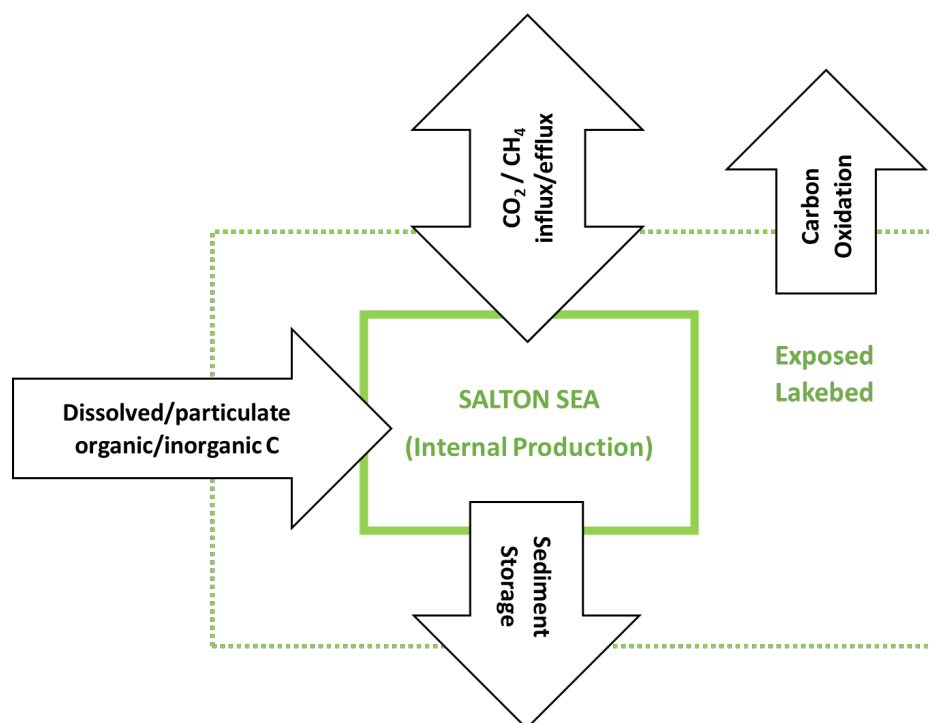 CO₂ / CH₄
influx/efflux
Carbon
Oxidation
Exposed
Lakebed
Dissolved/particulate
organic/inorganic C
SALTON SEA
(Internal Production)
Sediment
Storage